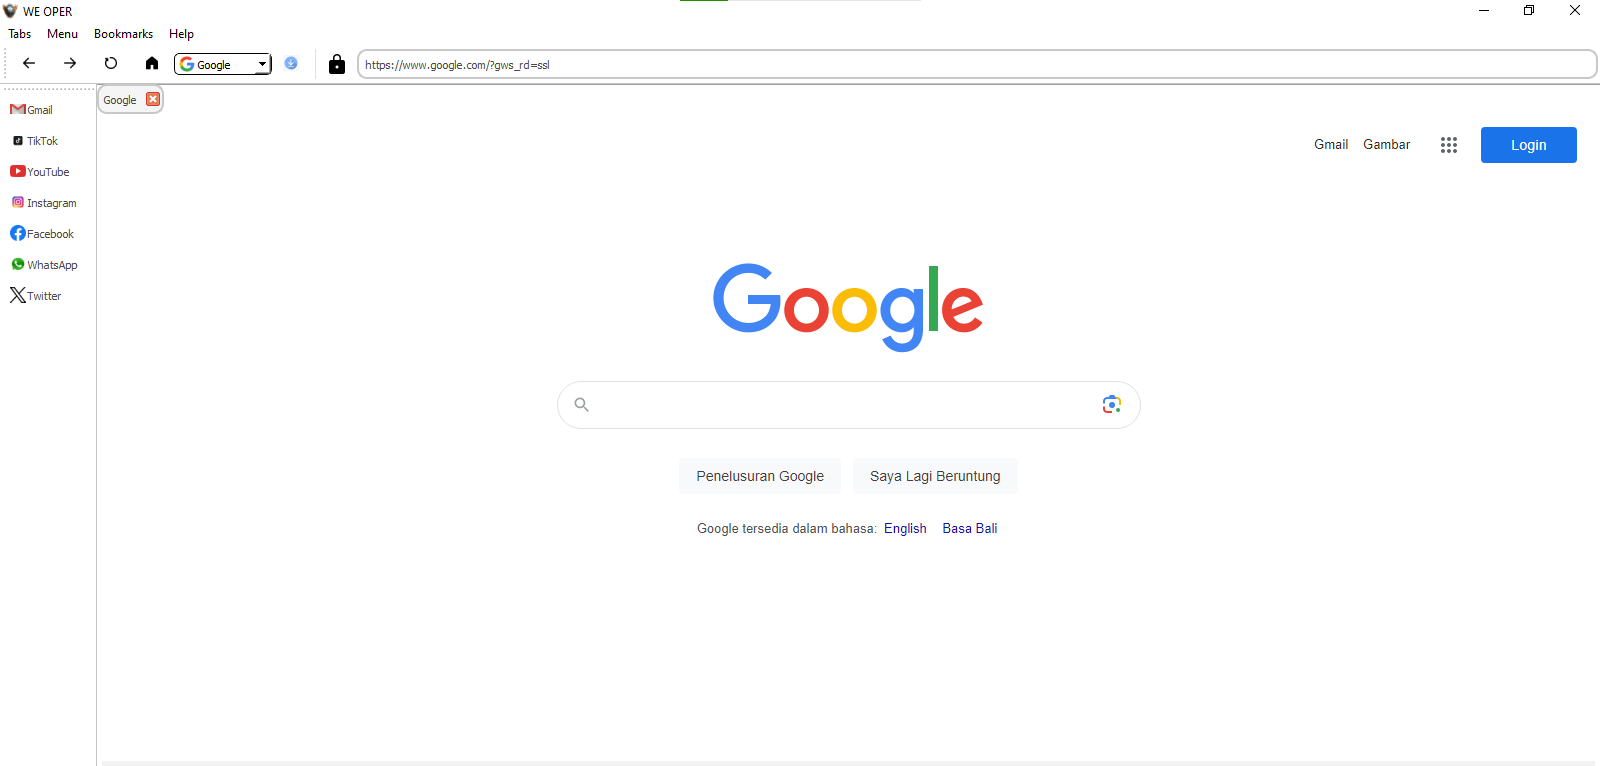 WE OPER
Tabs Menu Bookmarks Help
Google https://www.google.com/?gws_rd=ssl
Google
Gmail
TikTok
YouTube
Instagram
Facebook
WhatsApp
Twitter
Gmail Gambar Login
Google
Penelusuran Google Saya Lagi Beruntung
Google tersedia dalam bahasa: English Basa Bali